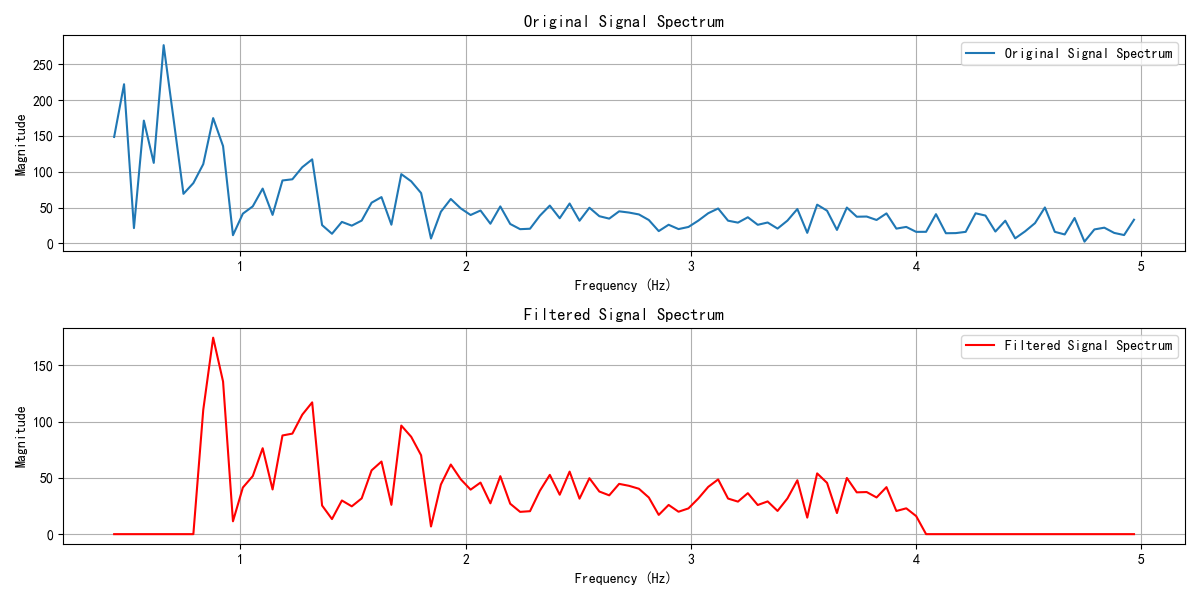 Original Signal Spectrum
Original Signal Spectrum
Magnitude
250
200
150
100
50
0
1
2
3
4
5
Frequency (Hz)
Filtered Signal Spectrum
Filtered Signal Spectrum
Magnitude
150
100
50
0
1
2
3
4
5
Frequency (Hz)